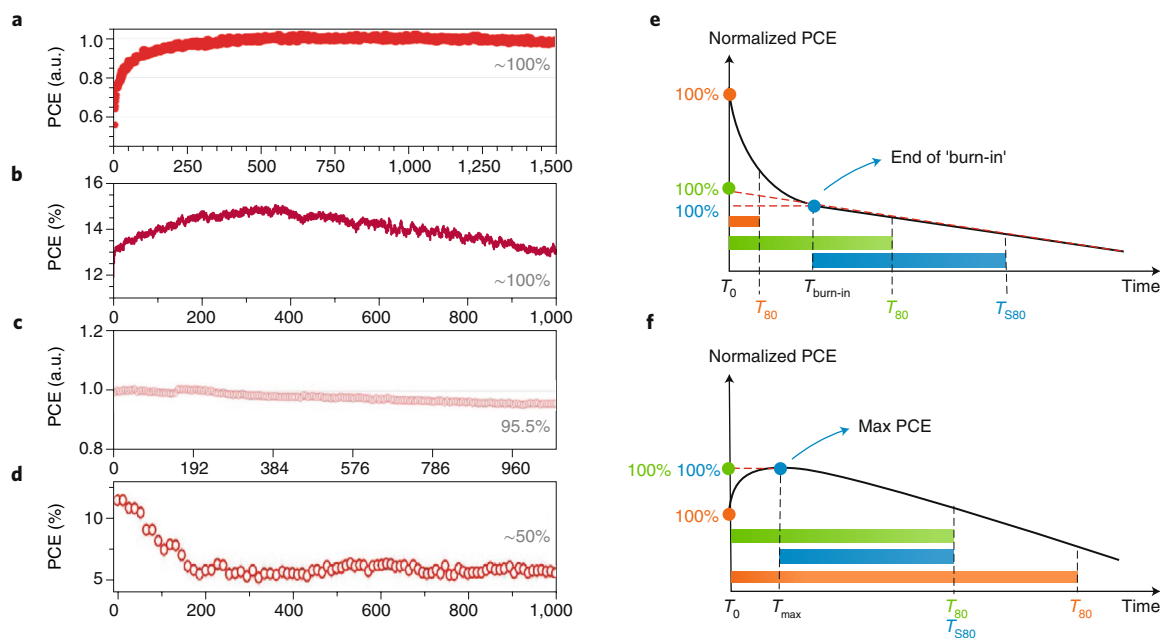 a
PCE (a.u.)
1.0
0.8
0.6
~100%
0 250 500 750 1,000 1,250 1,500
b
PCE (%)
16
14
12
~100%
0 200 400 600 800 1,000
c
PCE (a.u.)
1.2
1.0
0.8
95.5%
0 192 384 576 786 960
d
PCE (%)
10
5
~50%
0 200 400 600 800 1,000
e
Normalized PCE
100%
End of 'burn-in'
100%
100%
T0 Tburn-in Time
T80 T80 TS80
f
Normalized PCE
Max PCE
100% 100%
100%
T0 Tmax T80 T80 Time
TS80